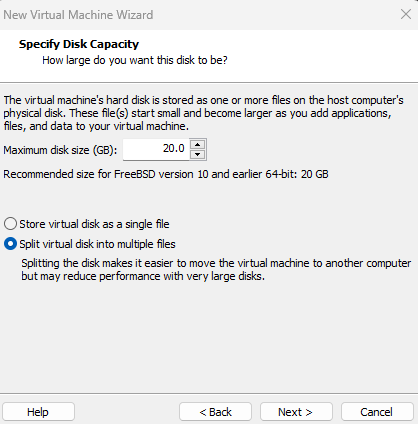 New Virtual Machine Wizard
Specify Disk Capacity
How large do you want this disk to be?
The virtual machine's hard disk is stored as one or more files on the host computer's
physical disk. These file(s) start small and become larger as you add applications,
files, and data to your virtual machine.
Maximum disk size (GB): 20.0
Recommended size for FreeBSD version 10 and earlier 64-bit: 20 GB
Store virtual disk as a single file
Split virtual disk into multiple files
Splitting the disk makes it easier to move the virtual machine to another computer
but may reduce performance with very large disks.
Help < Back Next > Cancel